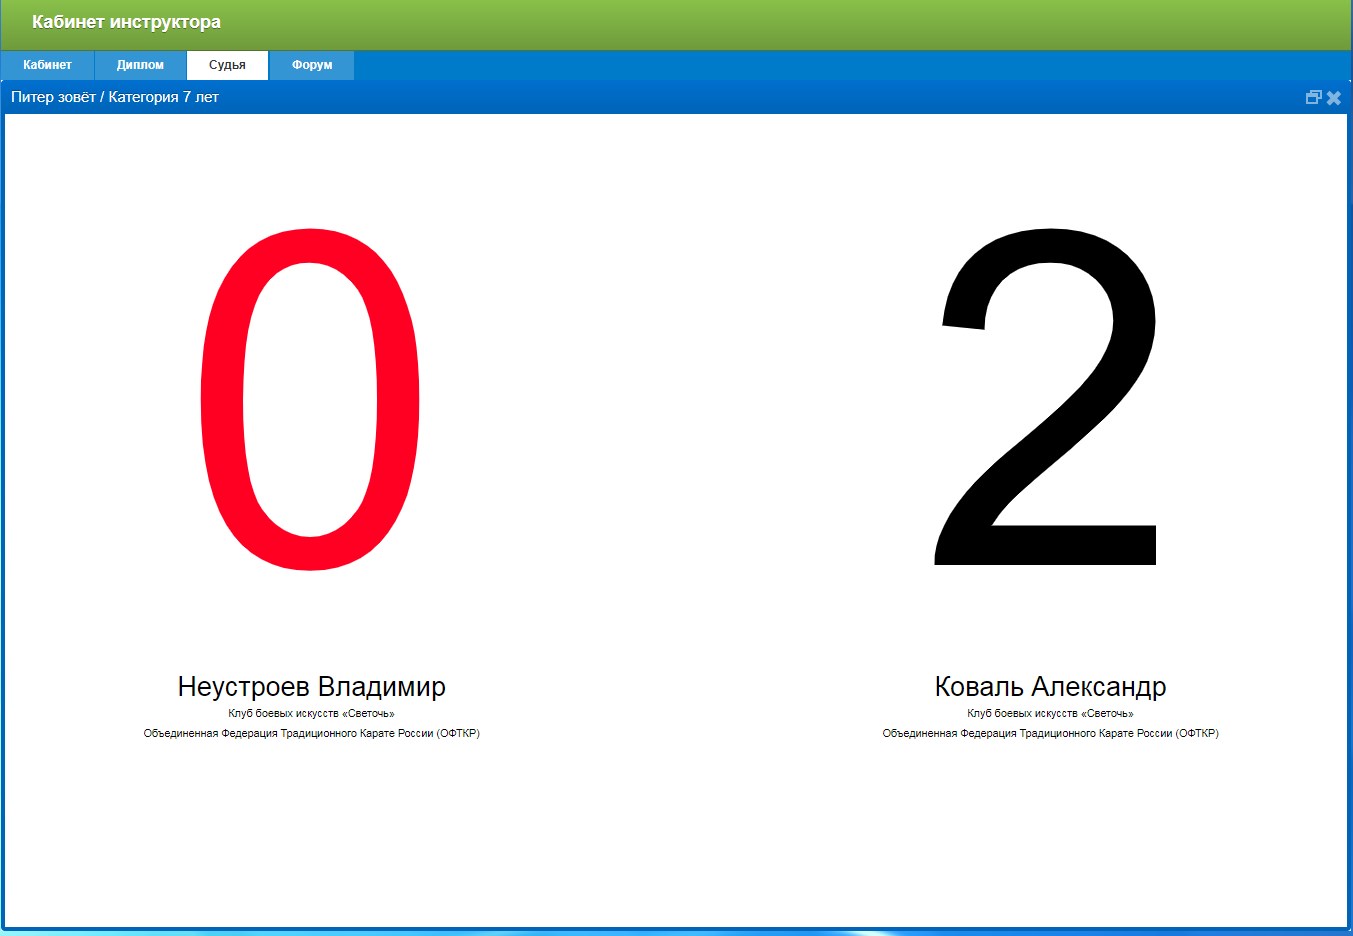 Кабинет инструктора
Кабинет Диплом Судья Форум
Питер зовёт / Категория 7 лет
0 2
Неустроев Владимир Коваль Александр
Клуб боевых искусств «Светочь» Клуб боевых искусств «Светочь»
Объединенная Федерация Традиционного Карате России (ОФТКР) Объединенная Федерация Традиционного Карате России (ОФТКР)